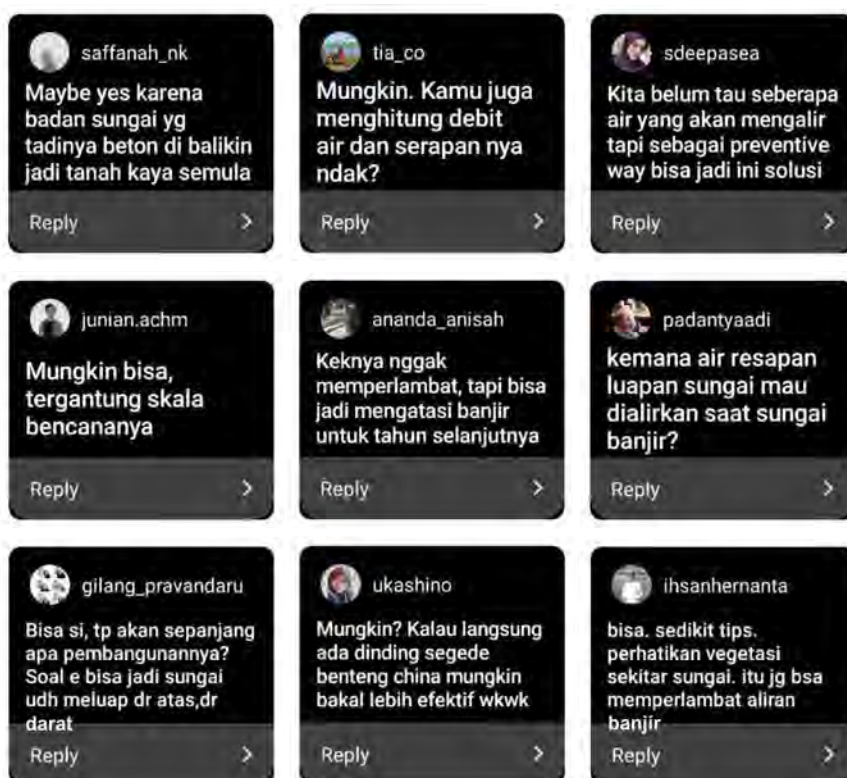 saffanah_nk
Maybe yes karena
badan sungai yg
tadinya beton di balikin
jadi tanah kaya semula
Reply
tia_co
Mungkin. Kamu juga
menghitung debit
air dan serapan nya
ndak?
Reply
sdeepasea
Kita belum tau seberapa
air yang akan mengalir
tapi sebagai preventive
way bisa jadi ini solusi
Reply
junian.achm
Mungkin bisa,
tergantung skala
bencananya
Reply
ananda_anisah
Keknya nggak
memperlambat, tapi bisa
jadi mengatasi banjir
untuk tahun selanjutnya
Reply
padantyaadi
kemana air resapan
luapan sungai mau
dialirkan saat sungai
banjir?
Reply
gilang_pravandaru
Bisa si, tp akan sepanjang
apa pembangunannya?
Soal e bisa jadi sungai
udh meluap dr atas,dr
darat
Reply
ukashino
Mungkin? Kalau langsung
ada dinding segede
benteng china mungkin
bakal lebih efektif wkwk
Reply
ihsanhernanta
bisa. sedikit tips.
perhatikan vegetasi
sekitar sungai. itu jg bsa
memperlambat aliran
banjir
Reply